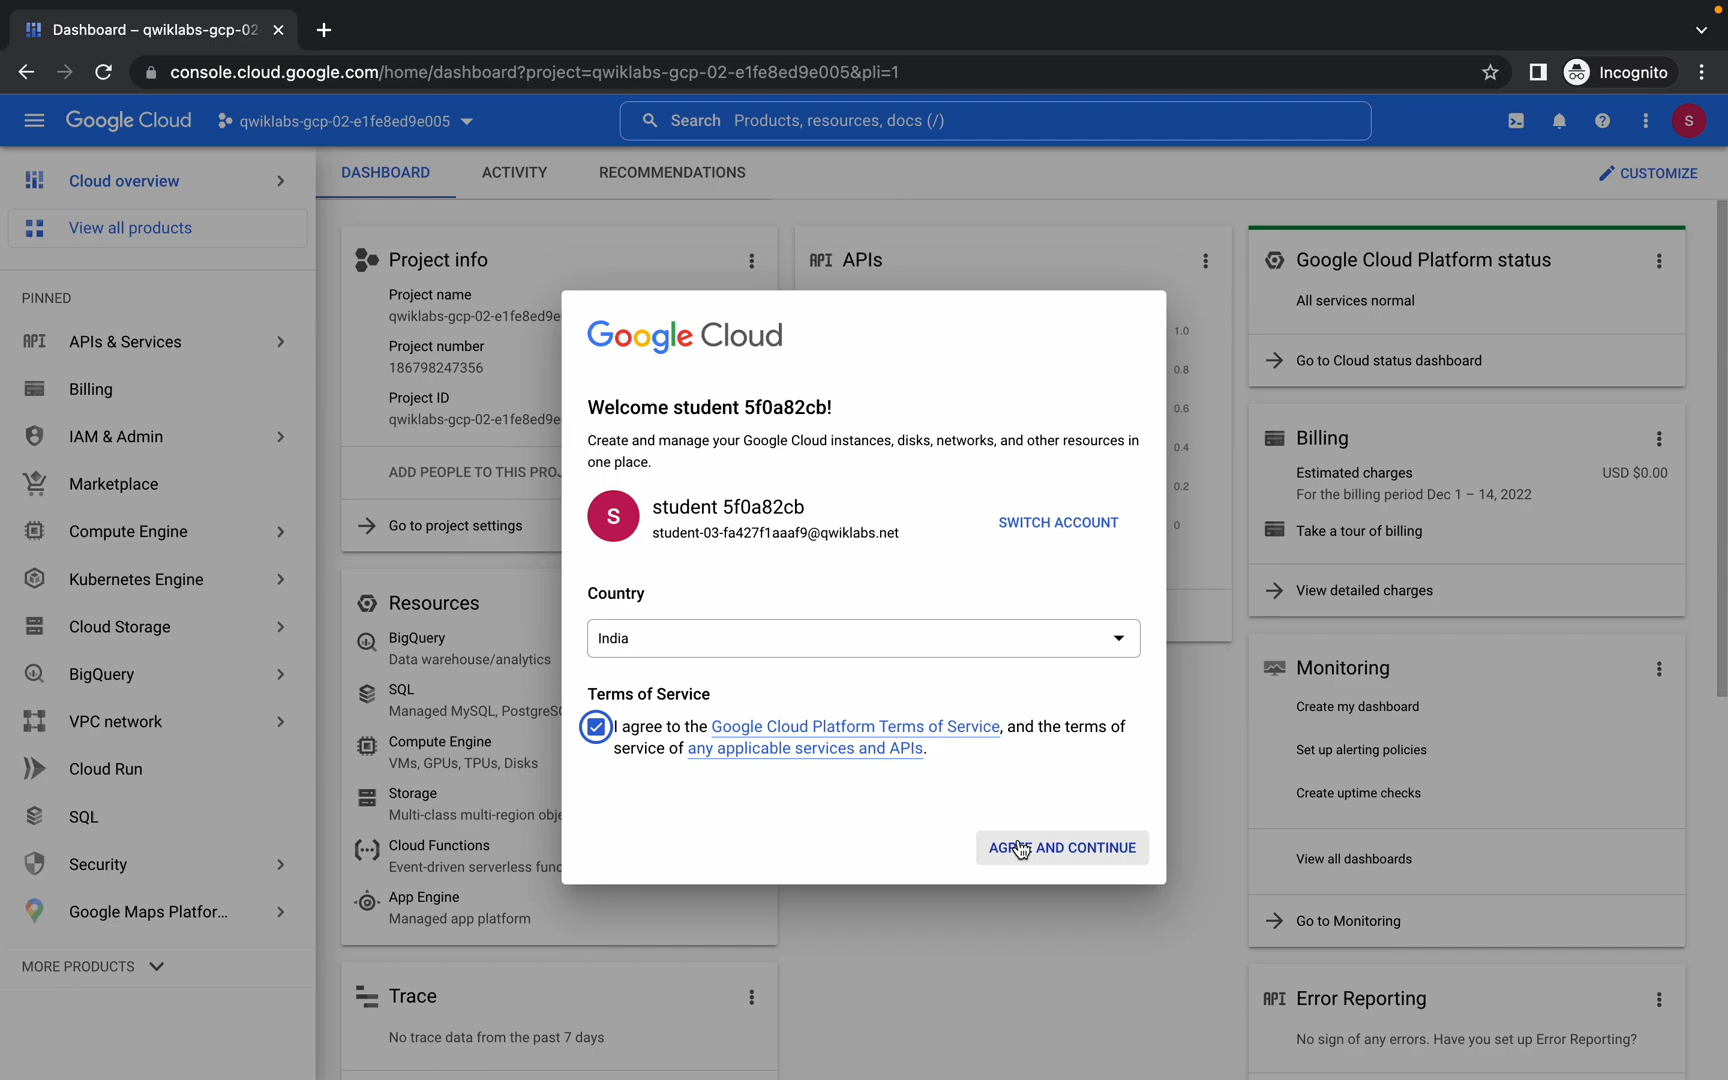 Dashboard – qwiklabs-gcp-02
console.cloud.google.com/home/dashboard?project=qwiklabs-gcp-02-e1fe8ed9e005&pli=1
Incognito
Google Cloud
qwiklabs-gcp-02-e1fe8ed9e005
Search Products, resources, docs (/)
S
Cloud overview
View all products
PINNED
API APIs & Services
Billing
IAM & Admin
Marketplace
Compute Engine
Kubernetes Engine
Cloud Storage
BigQuery
VPC network
Cloud Run
SQL
Security
Google Maps Platfor...
MORE PRODUCTS
DASHBOARD
ACTIVITY
RECOMMENDATIONS
CUSTOMIZE
Project info
Project name
qwiklabs-gcp-02-e1fe8ed9e
Project number
186798247356
Project ID
qwiklabs-gcp-02-e1fe8ed9e
ADD PEOPLE TO THIS PRO
Go to project settings
Resources
BigQuery
Data warehouse/analytics
SQL
Managed MySQL, PostgreS
Compute Engine
VMs, GPUs, TPUs, Disks
Storage
Multi-class multi-region obje
Cloud Functions
Event-driven serverless func
App Engine
Managed app platform
Trace
No trace data from the past 7 days
API APIs
1.0
0.8
0.6
0.4
0.2
0
Google Cloud
Welcome student 5f0a82cb!
Create and manage your Google Cloud instances, disks, networks, and other resources in
one place.
S
student 5f0a82cb
student-03-fa427f1aaaf9@qwiklabs.net
SWITCH ACCOUNT
Country
India
Terms of Service
I agree to the Google Cloud Platform Terms of Service, and the terms of
service of any applicable services and APIs.
AGREE AND CONTINUE
Google Cloud Platform status
All services normal
Go to Cloud status dashboard
Billing
Estimated charges USD $0.00
For the billing period Dec 1 – 14, 2022
Take a tour of billing
View detailed charges
Monitoring
Create my dashboard
Set up alerting policies
Create uptime checks
View all dashboards
Go to Monitoring
API Error Reporting
No sign of any errors. Have you set up Error Reporting?